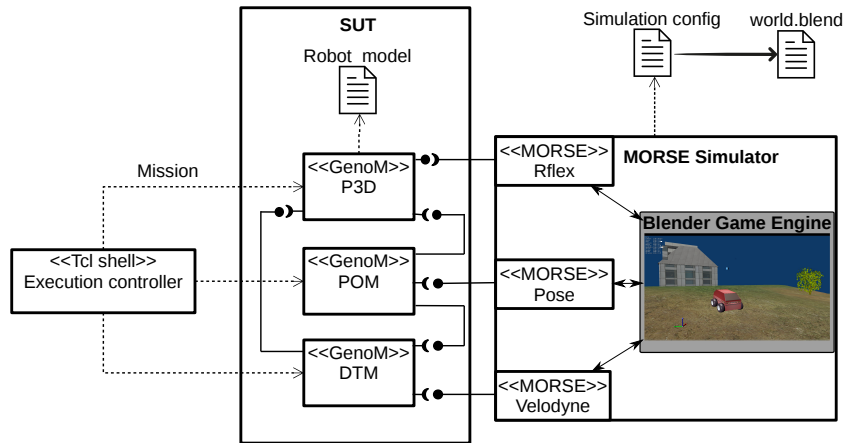 SUT
Robot model
Simulation config
world.blend
Mission
<<GenoM>>
P3D
<<MORSE>>
Rflex
MORSE Simulator
Blender Game Engine
<<Tcl shell>>
Execution controller
<<GenoM>>
POM
<<MORSE>>
Pose
<<GenoM>>
DTM
<<MORSE>>
Velodyne